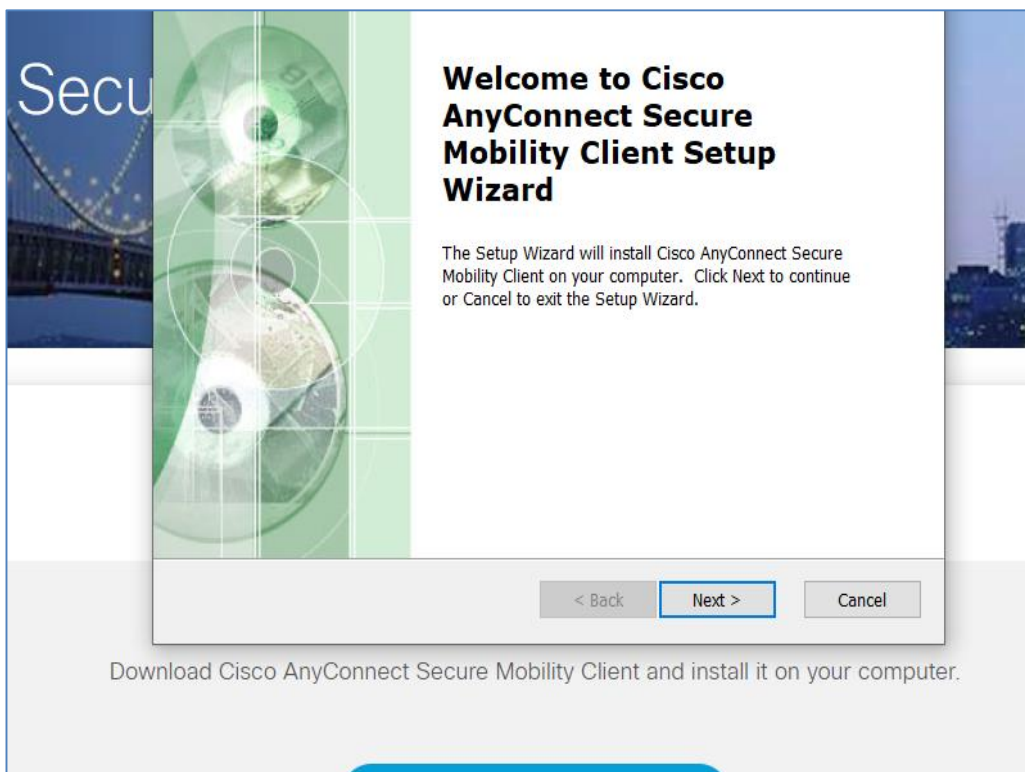 Secu
Welcome to Cisco
AnyConnect Secure
Mobility Client Setup
Wizard
The Setup Wizard will install Cisco AnyConnect Secure
Mobility Client on your computer. Click Next to continue
or Cancel to exit the Setup Wizard.
< Back Next > Cancel
Download Cisco AnyConnect Secure Mobility Client and install it on your computer.